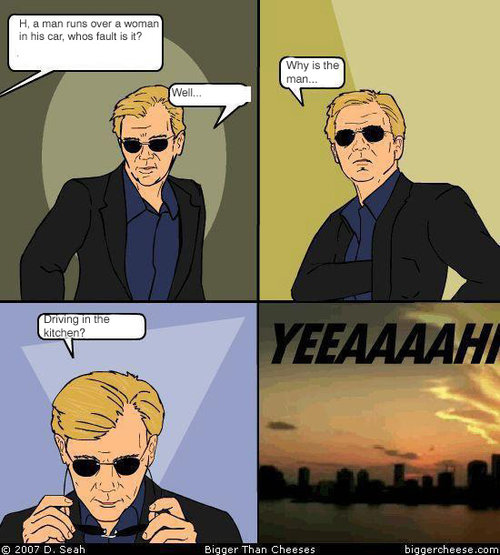 H, a man runs over a woman
in his car, whos fault is it?
Well...
Why is the
man...
Driving in the
kitchen?
YEEAAAAH!
© 2007 D. Seah
Bigger Than Cheeses
biggercheese.com